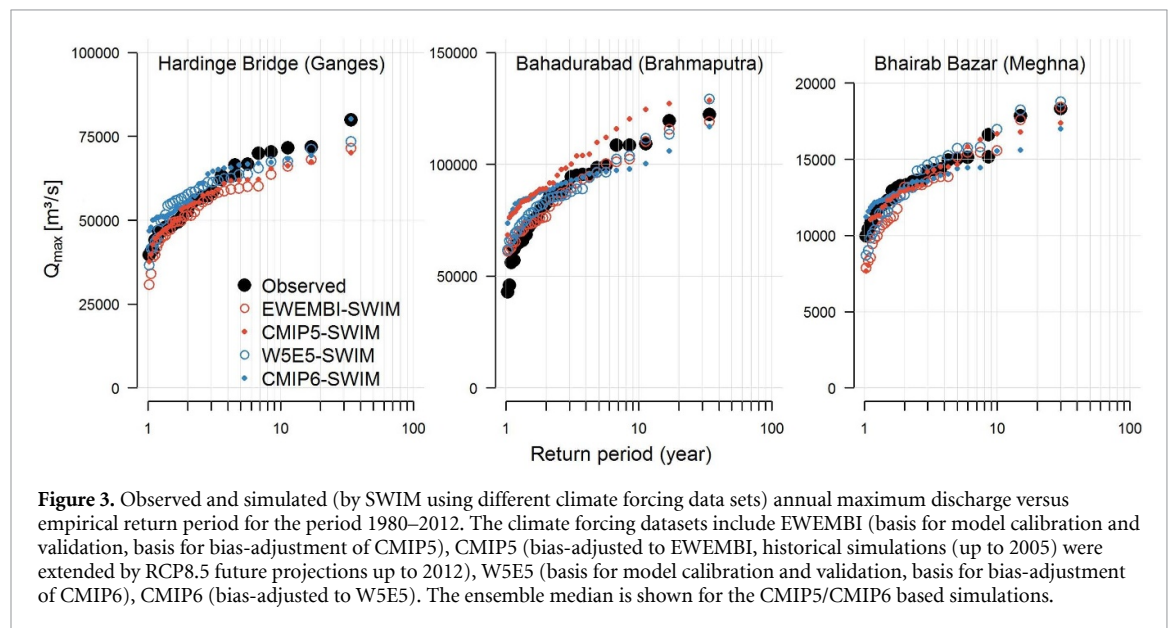 Hardinge Bridge (Ganges)
Bahadurabad (Brahmaputra)
Bhairab Bazar (Meghna)
Qmax [m³/s]
100000
75000
50000
25000
0
Observed
EWEMBI-SWIM
CMIP5-SWIM
W5E5-SWIM
CMIP6-SWIM
1
10
100
150000
100000
50000
0
1
10
100
20000
15000
10000
5000
0
1
10
100
Return period (year)
Figure 3. Observed and simulated (by SWIM using different climate forcing data sets) annual maximum discharge versus
empirical return period for the period 1980–2012. The climate forcing datasets include EWEMBI (basis for model calibration and
validation, basis for bias-adjustment of CMIP5), CMIP5 (bias-adjusted to EWEMBI, historical simulations (up to 2005) were
extended by RCP8.5 future projections up to 2012), W5E5 (basis for model calibration and validation, basis for bias-adjustment
of CMIP6), CMIP6 (bias-adjusted to W5E5). The ensemble median is shown for the CMIP5/CMIP6 based simulations.